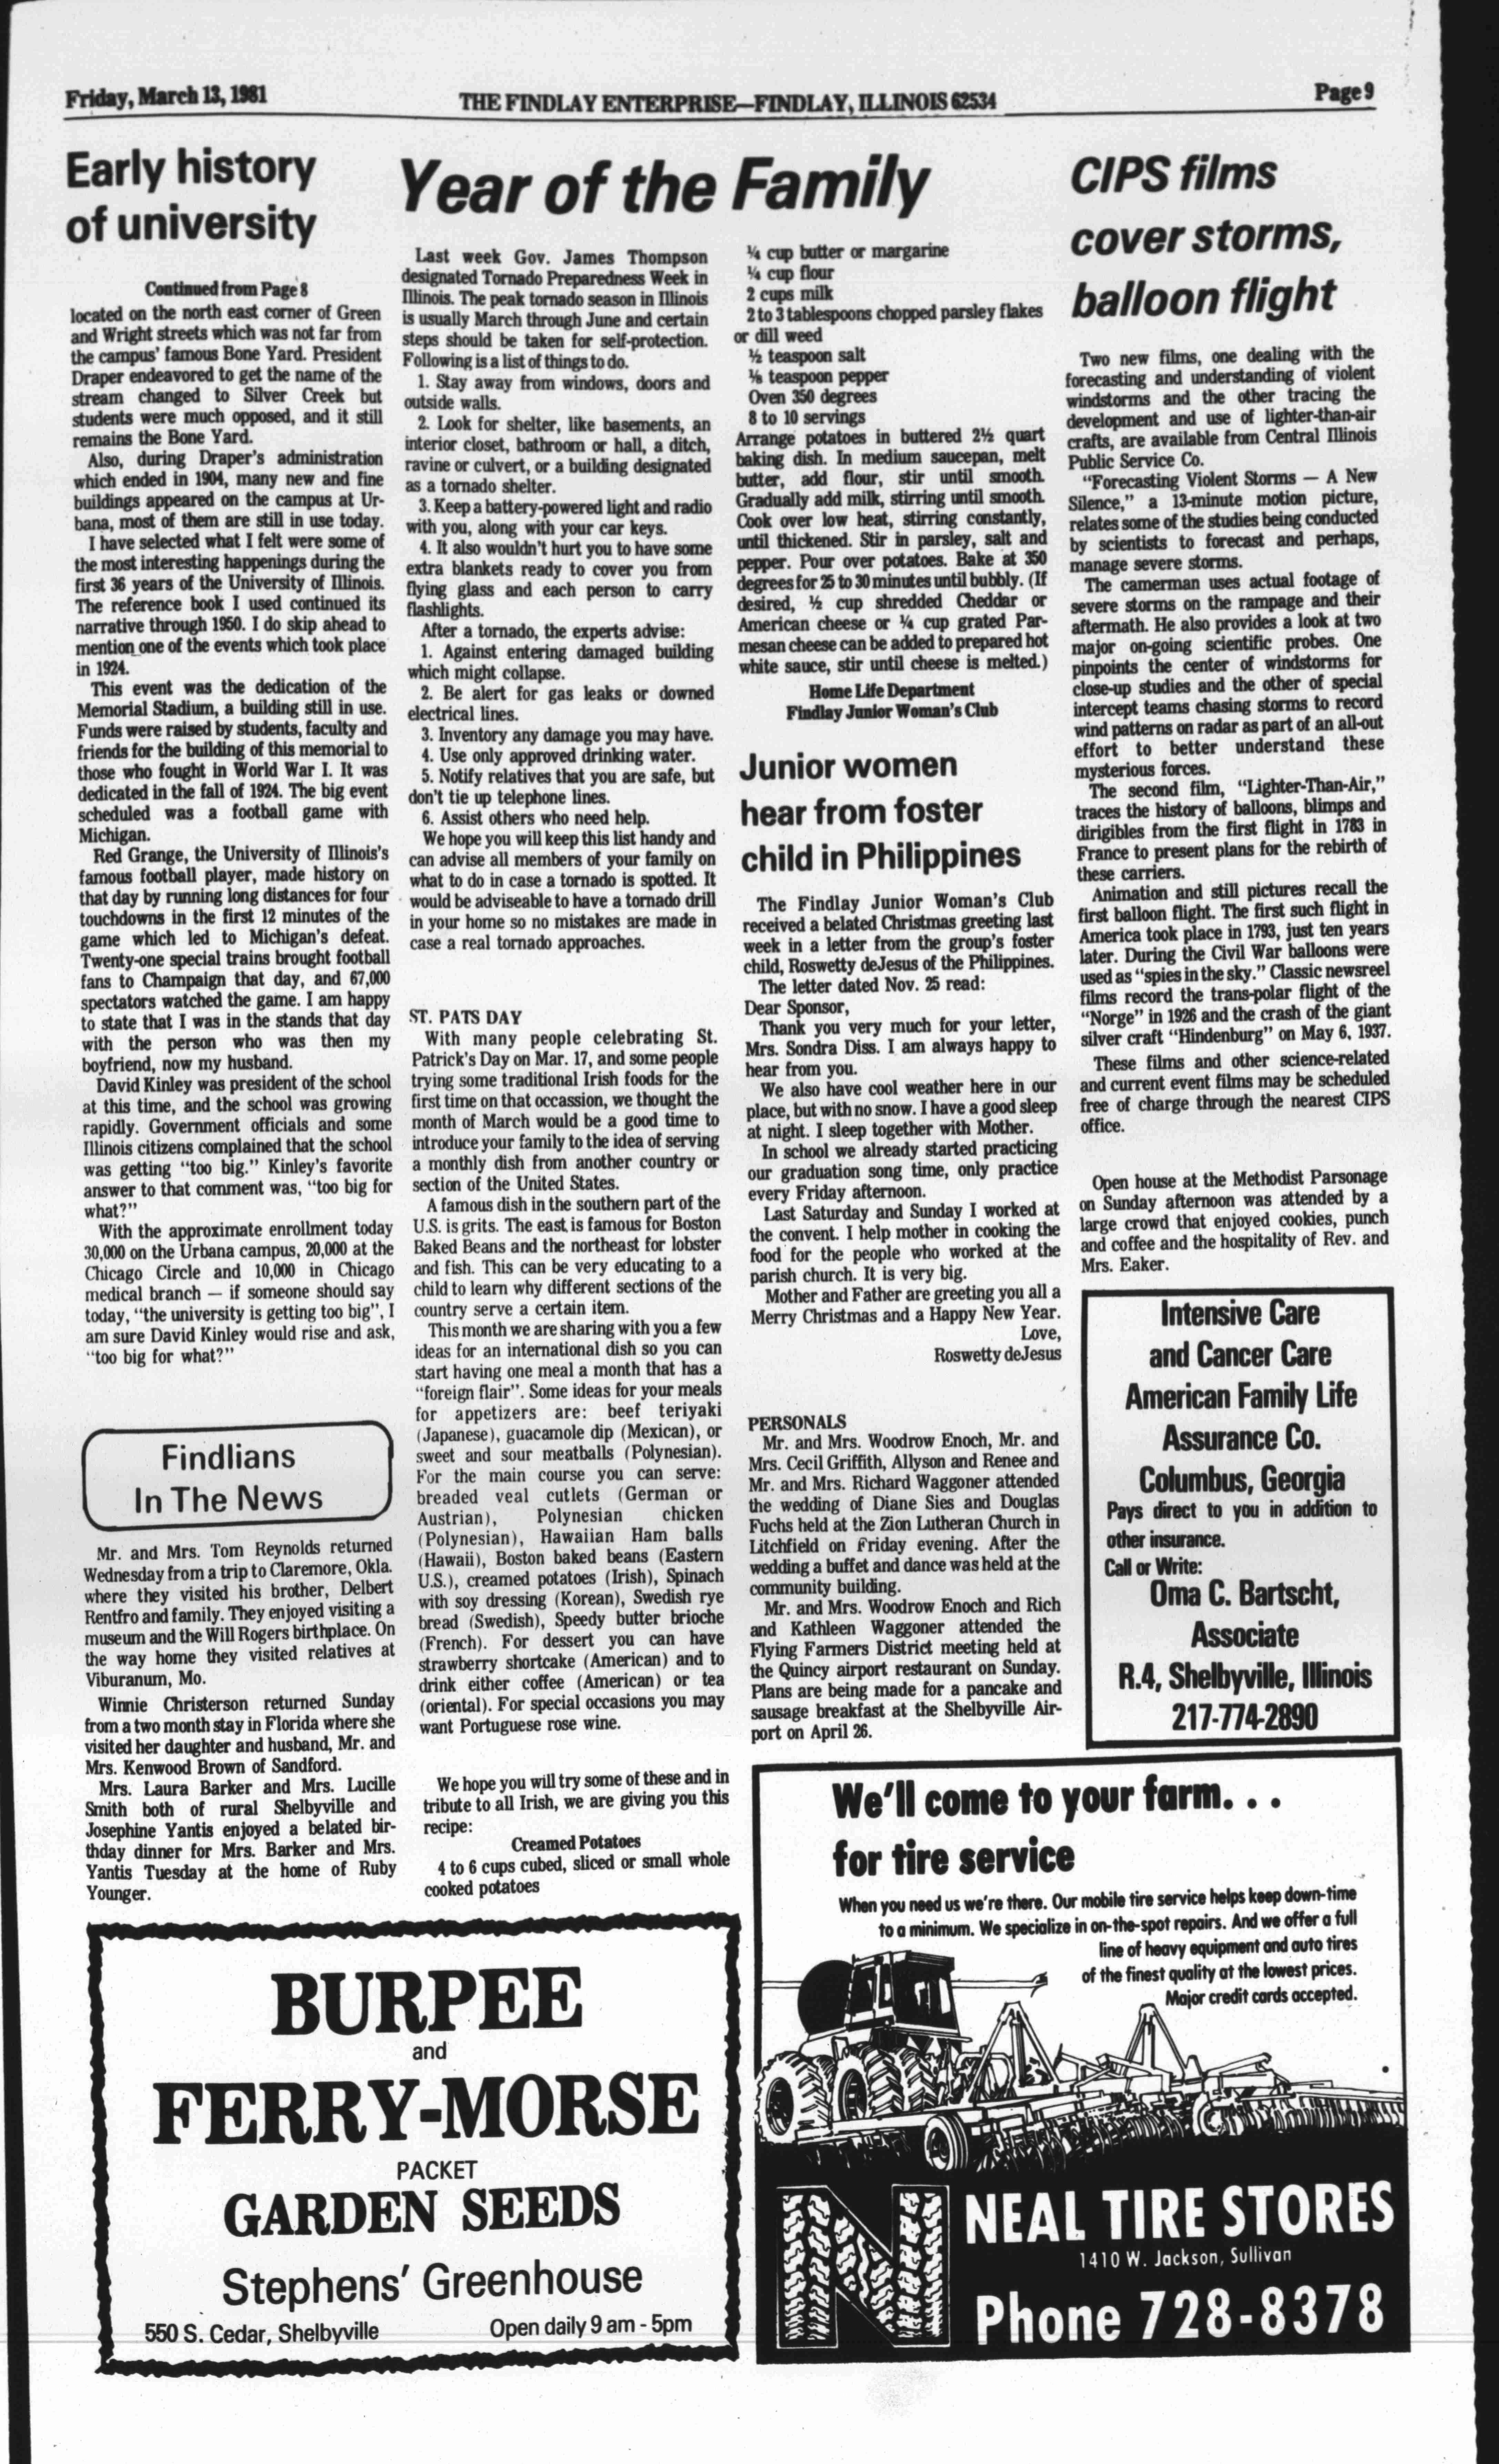 Friday, March 13, 1981
THE FINDLAY ENTERPRISE—FINDLAY, ILLINOIS 62534
Page 9
Early history
of university
Continued from Page 8
located on the north east corner of Green
and Wright streets which was not far from
the campus' famous Bone Yard. President
Draper endeavored to get the name of the
stream changed to Silver Creek but
students were much opposed, and it still
remains the Bone Yard.
Also, during Draper's administration
which ended in 1904, many new and fine
buildings appeared on the campus at Ur-
bana, most of them are still in use today.
I have selected what I felt were some of
the most interesting happenings during the
first 36 years of the University of Illinois.
The reference book I used continued its
narrative through 1950. I do skip ahead to
mention one of the events which took place
in 1924.
This event was the dedication of the
Memorial Stadium, a building still in use.
Funds were raised by students, faculty and
friends for the building of this memorial to
those who fought in World War I. It was
dedicated in the fall of 1924. The big event
scheduled was a football game with
Michigan.
Red Grange, the University of Illinois's
famous football player, made history on
that day by running long distances for four
touchdowns in the first 12 minutes of the
game which led to Michigan's defeat.
Twenty-one special trains brought football
fans to Champaign that day, and 67,000
spectators watched the game. I am happy
to state that I was in the stands that day
with the person who was then my
boyfriend, now my husband.
David Kinley was president of the school
at this time, and the school was growing
rapidly. Government officials and some
Illinois citizens complained that the school
was getting "too big." Kinley's favorite
answer to that comment was, "too big for
what?"
With the approximate enrollment today
30,000 on the Urbana campus, 20,000 at the
Chicago Circle and 10,000 in Chicago
medical branch — if someone should say
today, "the university is getting too big", I
am sure David Kinley would rise and ask,
"too big for what?"
Findlians
In The News
Mr. and Mrs. Tom Reynolds returned
Wednesday from a trip to Claremore, Okla.
where they visited his brother, Delbert
Rentfro and family. They enjoyed visiting a
museum and the Will Rogers birthplace. On
the way home they visited relatives at
Viburanum, Mo.
Winnie Christerson returned Sunday
from a two month stay in Florida where she
visited her daughter and husband, Mr. and
Mrs. Kenwood Brown of Sandford.
Mrs. Laura Barker and Mrs. Lucille
Smith both of rural Shelbyville and
Josephine Yantis enjoyed a belated bir-
thday dinner for Mrs. Barker and Mrs.
Yantis Tuesday at the home of Ruby
Younger.
Year of the Family
Last week Gov. James Thompson
designated Tornado Preparedness Week in
Illinois. The peak tornado season in Illinois
is usually March through June and certain
steps should be taken for self-protection.
Following is a list of things to do.
1. Stay away from windows, doors and
outside walls.
2. Look for shelter, like basements, an
interior closet, bathroom or hall, a ditch,
ravine or culvert, or a building designated
as a tornado shelter.
3. Keep a battery-powered light and radio
with you, along with your car keys.
4. It also wouldn't hurt you to have some
extra blankets ready to cover you from
flying glass and each person to carry
flashlights.
After a tornado, the experts advise:
1. Against entering damaged building
which might collapse.
2. Be alert for gas leaks or downed
electrical lines.
3. Inventory any damage you may have.
4. Use only approved drinking water.
5. Notify relatives that you are safe, but
don't tie up telephone lines.
6. Assist others who need help.
We hope you will keep this list handy and
can advise all members of your family on
what to do in case a tornado is spotted. It
would be adviseable to have a tornado drill
in your home so no mistakes are made in
case a real tornado approaches.
ST. PATS DAY
With many people celebrating St.
Patrick's Day on Mar. 17, and some people
trying some traditional Irish foods for the
first time on that occassion, we thought the
month of March would be a good time to
introduce your family to the idea of serving
a monthly dish from another country or
section of the United States.
A famous dish in the southern part of the
U.S. is grits. The east is famous for Boston
Baked Beans and the northeast for lobster
and fish. This can be very educating to a
child to learn why different sections of the
country serve a certain item.
This month we are sharing with you a few
ideas for an international dish so you can
start having one meal a month that has a
"foreign flair". Some ideas for your meals
for appetizers are: beef teriyaki
(Japanese), guacamole dip (Mexican), or
sweet and sour meatballs (Polynesian).
For the main course you can serve:
breaded veal cutlets (German or
Austrian), Polynesian chicken
(Polynesian), Hawaiian Ham balls
(Hawaii), Boston baked beans (Eastern
U.S.), creamed potatoes (Irish), Spinach
with soy dressing (Korean), Swedish rye
bread (Swedish), Speedy butter brioche
(French). For dessert you can have
strawberry shortcake (American) and to
drink either coffee (American) or tea
(oriental). For special occasions you may
want Portuguese rose wine.
We hope you will try some of these and in
tribute to all Irish, we are giving you this
recipe:
Creamed Potatoes
4 to 6 cups cubed, sliced or small whole
cooked potatoes
¼ cup butter or margarine
¼ cup flour
2 cups milk
2 to 3 tablespoons chopped parsley flakes
or dill weed
½ teaspoon salt
⅛ teaspoon pepper
Oven 350 degrees
8 to 10 servings
Arrange potatoes in buttered 2½ quart
baking dish. In medium saucepan, melt
butter, add flour, stir until smooth.
Gradually add milk, stirring until smooth.
Cook over low heat, stirring constantly,
until thickened. Stir in parsley, salt and
pepper. Pour over potatoes. Bake at 350
degrees for 25 to 30 minutes until bubbly. (If
desired, ½ cup shredded Cheddar or
American cheese or ¼ cup grated Par-
mesan cheese can be added to prepared hot
white sauce, stir until cheese is melted.)
Home Life Department
Findlay Junior Woman's Club
Junior women
hear from foster
child in Philippines
The Findlay Junior Woman's Club
received a belated Christmas greeting last
week in a letter from the group's foster
child, Roswetty deJesus of the Philippines.
The letter dated Nov. 25 read:
Dear Sponsor,
Thank you very much for your letter,
Mrs. Sondra Diss. I am always happy to
hear from you.
We also have cool weather here in our
place, but with no snow. I have a good sleep
at night. I sleep together with Mother.
In school we already started practicing
our graduation song time, only practice
every Friday afternoon.
Last Saturday and Sunday I worked at
the convent. I help mother in cooking the
food for the people who worked at the
parish church. It is very big.
Mother and Father are greeting you all a
Merry Christmas and a Happy New Year.
Love,
Roswetty deJesus
PERSONALS
Mr. and Mrs. Woodrow Enoch, Mr. and
Mrs. Cecil Griffith, Allyson and Renee and
Mr. and Mrs. Richard Waggoner attended
the wedding of Diane Sies and Douglas
Fuchs held at the Zion Lutheran Church in
Litchfield on Friday evening. After the
wedding a buffet and dance was held at the
community building.
Mr. and Mrs. Woodrow Enoch and Rich
and Kathleen Waggoner attended the
Flying Farmers District meeting held at
the Quincy airport restaurant on Sunday.
Plans are being made for a pancake and
sausage breakfast at the Shelbyville Air-
port on April 26.
CIPS films
cover storms,
balloon flight
Two new films, one dealing with the
forecasting and understanding of violent
windstorms and the other tracing the
development and use of lighter-than-air
crafts, are available from Central Illinois
Public Service Co.
"Forecasting Violent Storms — A New
Silence," a 13-minute motion picture,
relates some of the studies being conducted
by scientists to forecast and perhaps,
manage severe storms.
The camerman uses actual footage of
severe storms on the rampage and their
aftermath. He also provides a look at two
major on-going scientific probes. One
pinpoints the center of windstorms for
close-up studies and the other of special
intercept teams chasing storms to record
wind patterns on radar as part of an all-out
effort to better understand these
mysterious forces.
The second film, "Lighter-Than-Air,"
traces the history of balloons, blimps and
dirigibles from the first flight in 1783 in
France to present plans for the rebirth of
these carriers.
Animation and still pictures recall the
first balloon flight. The first such flight in
America took place in 1793, just ten years
later. During the Civil War balloons were
used as "spies in the sky." Classic newsreel
films record the trans-polar flight of the
"Norge" in 1926 and the crash of the giant
silver craft "Hindenburg" on May 6, 1937.
These films and other science-related
and current event films may be scheduled
free of charge through the nearest CIPS
office.
Open house at the Methodist Parsonage
on Sunday afternoon was attended by a
large crowd that enjoyed cookies, punch
and coffee and the hospitality of Rev. and
Mrs. Eaker.
Intensive Care
and Cancer Care
American Family Life
Assurance Co.
Columbus, Georgia
Pays direct to you in addition to
other insurance.
Call or Write:
Oma C. Bartscht,
Associate
R.4, Shelbyville, Illinois
217-774-2890
BURPEE
and
FERRY-MORSE
PACKET
GARDEN SEEDS
Stephens' Greenhouse
550 S. Cedar, Shelbyville
Open daily 9 am - 5pm
We'll come to your farm. . .
for tire service
When you need us we're there. Our mobile tire service helps keep down-time
to a minimum. We specialize in on-the-spot repairs. And we offer a full
line of heavy equipment and auto tires
of the finest quality at the lowest prices.
Major credit cards accepted.
N
NEAL TIRE STORES
1410 W. Jackson, Sullivan
Phone 728-8378